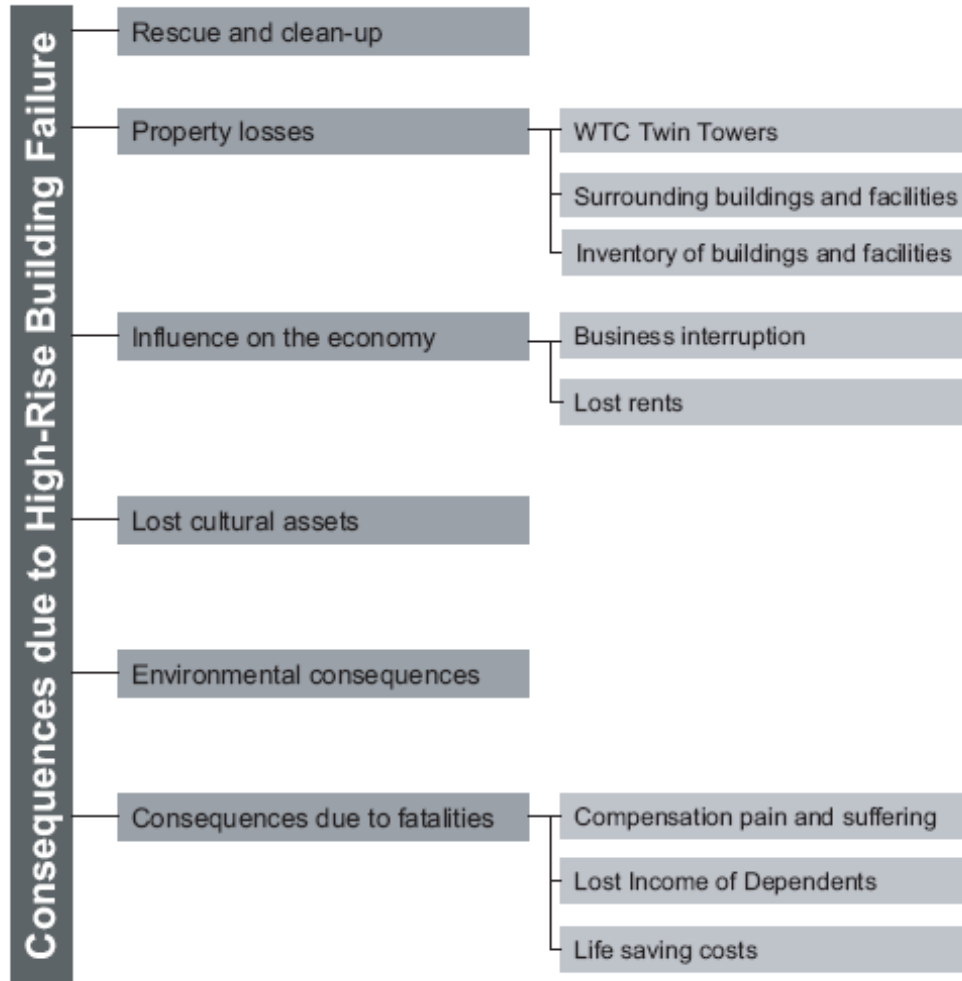 Consequences due to High-Rise Building Failure
Rescue and clean-up
Property losses
WTC Twin Towers
Surrounding buildings and facilities
Inventory of buildings and facilities
Influence on the economy
Business interruption
Lost rents
Lost cultural assets
Environmental consequences
Consequences due to fatalities
Compensation pain and suffering
Lost Income of Dependents
Life saving costs